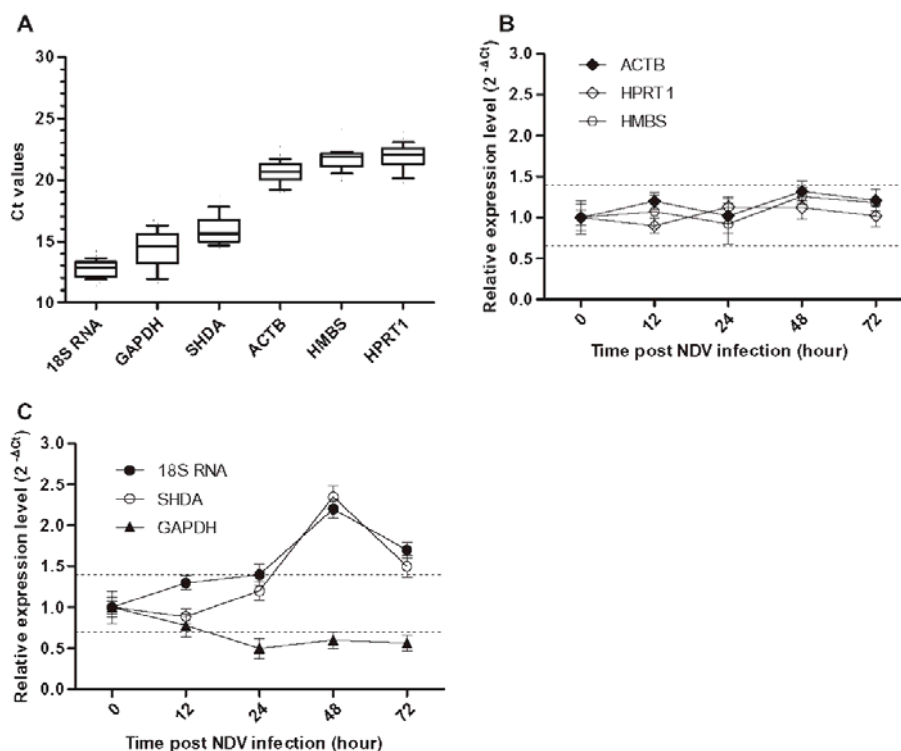 A
30
25
20
15
10
Ct values
18S RNA
GAPDH
SHDA
ACTB
HMBS
HPRT1
B
Relative expression level (2 -ΔCt)
3.0
2.5
2.0
1.5
1.0
0.5
0.0
ACTB
HPRT1
HMBS
0
12
24
48
72
Time post NDV infection (hour)
C
Relative expression level (2 -ΔCt)
3.0
2.5
2.0
1.5
1.0
0.5
0.0
18S RNA
SHDA
GAPDH
0
12
24
48
72
Time post NDV infection (hour)